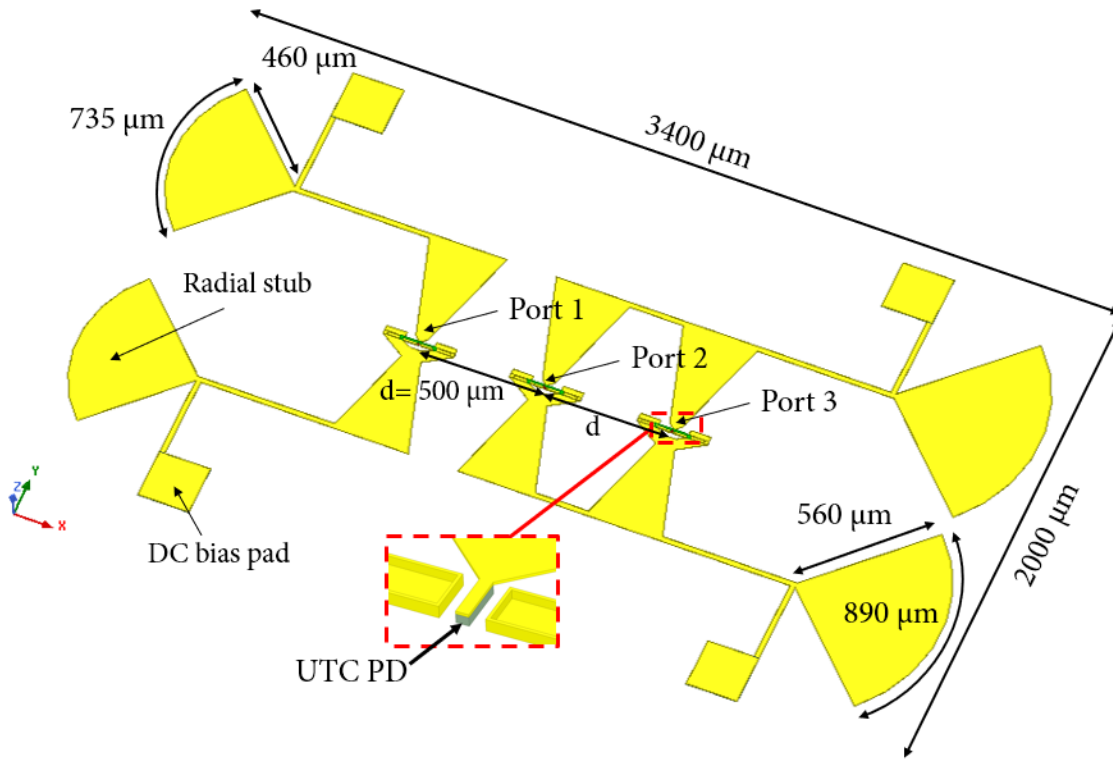 460 μm
735 μm
3400 μm
Radial stub
Port 1
Port 2
d= 500 μm
Port 3
d
Y
Z
X
DC bias pad
560 μm
2000 μm
890 μm
UTC PD